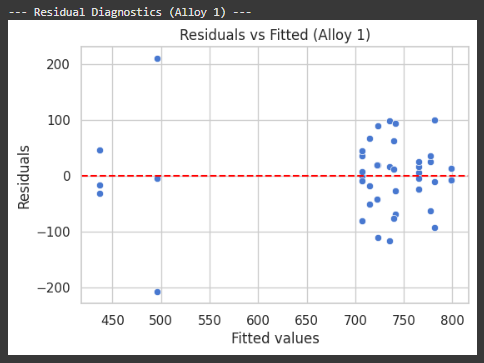 --- Residual Diagnostics (Alloy 1) ---
Residuals vs Fitted (Alloy 1)
200
100
0
−100
−200
Residuals
450 500 550 600 650 700 750 800
Fitted values